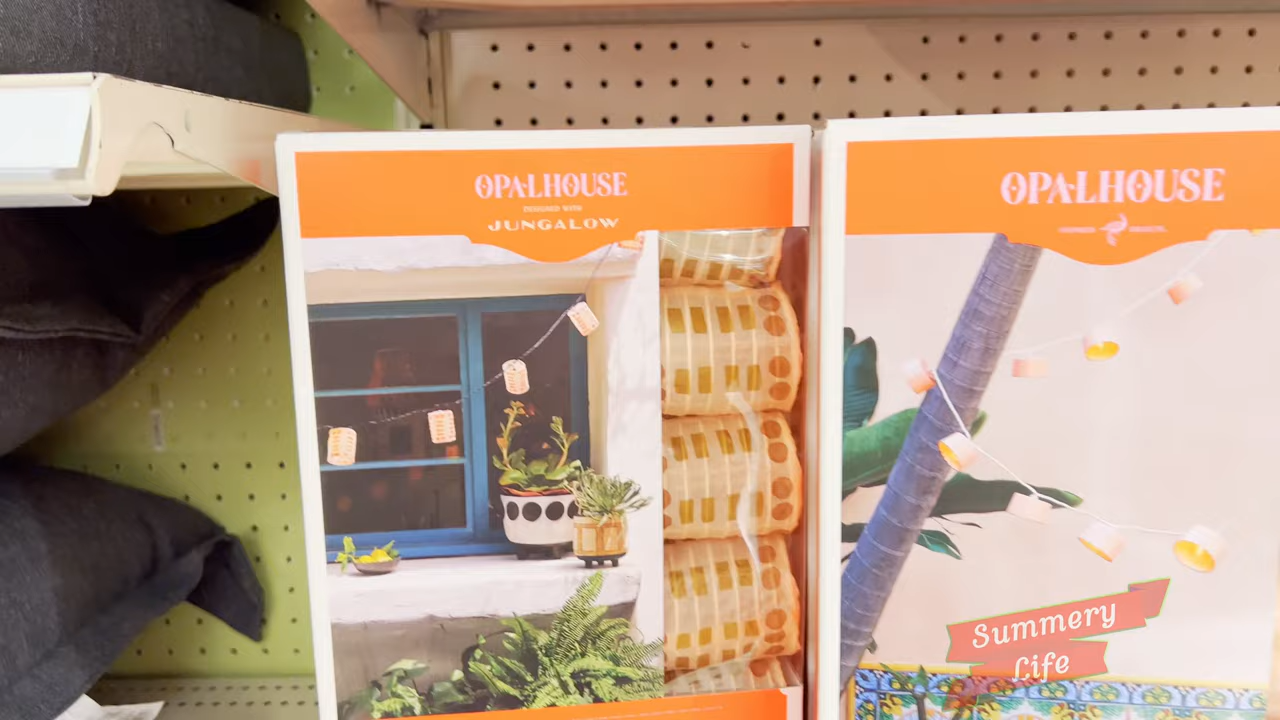 OPALHOUSE
DESIGNED WITH
JUNGALOW
OPALHOUSE
Summery
Life